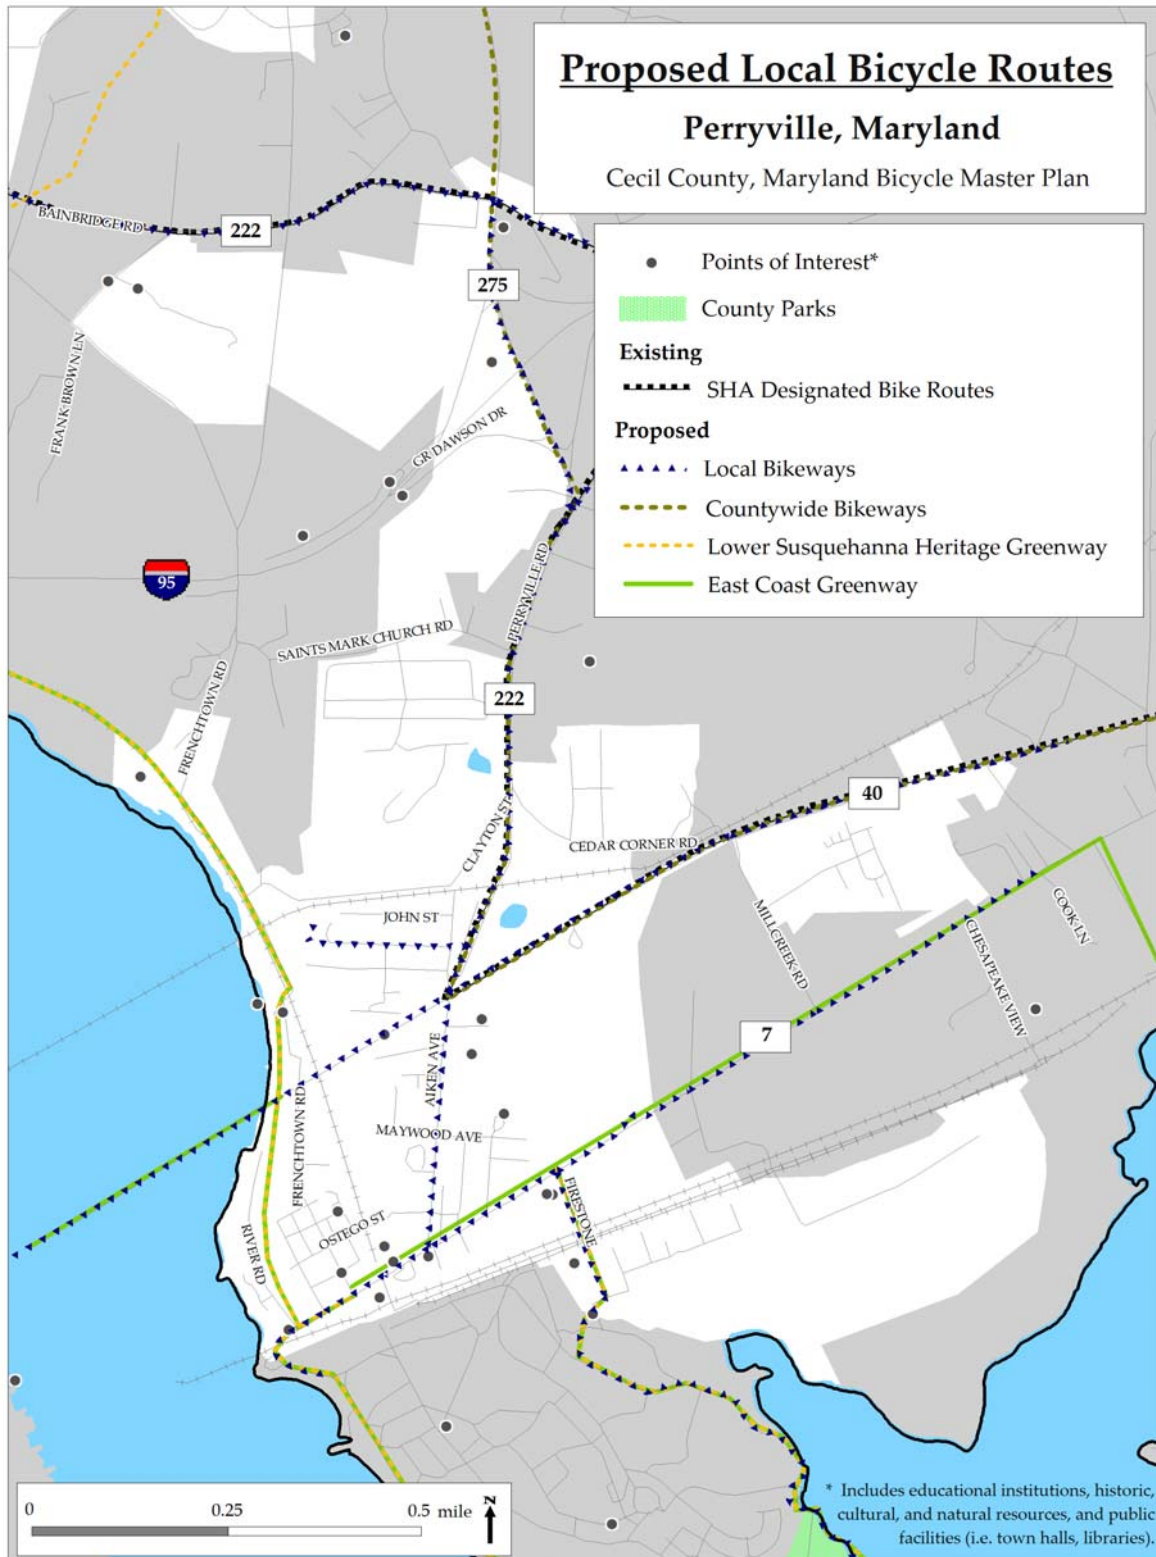 Proposed Local Bicycle Routes
Perryville, Maryland
Cecil County, Maryland Bicycle Master Plan
Points of Interest*
County Parks
Existing
SHA Designated Bike Routes
Proposed
Local Bikeways
Countywide Bikeways
Lower Susquehanna Heritage Greenway
East Coast Greenway
BAINBRIDGE RD
222
275
FRANK BROWN LN
GR DAWSON DR
95
PERRYVILLE RD
SAINTS MARK CHURCH RD
222
FRENCHTOWN RD
40
CLAYTON ST
CEDAR CORNER RD
JOHN ST
MILLCREEK RD
COOK LN
CHESAPEAKE VIEW
7
AIKEN AVE
FRENCHTOWN RD
MAYWOOD AVE
FIRESTONE
OSTEGO ST
RIVER RD
0 0.25 0.5 mile
Z
* Includes educational institutions, historic,
cultural, and natural resources, and public
facilities (i.e. town halls, libraries).